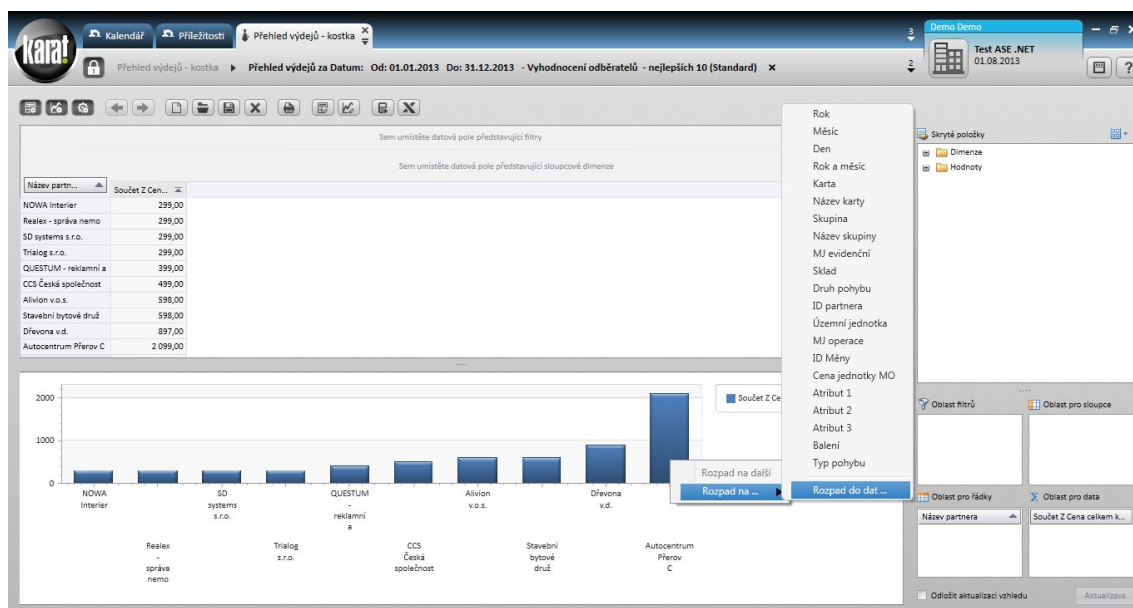 karat
Kalendář
Příležitosti
Přehled výdejů - kostka
3
Demo Demo
Test ASE .NET
01.08.2013
Přehled výdejů - kostka
Přehled výdejů za Datum: Od: 01.01.2013 Do: 31.12.2013 - Vyhodnocení odběratelů - nejlepších 10 (Standard)
2
Sem umístěte datová pole představující filtry
Sem umístěte datová pole představující sloupcové dimenze
Název partn...
Součet Z Cen...
NOWA Interier 299,00
Realex - správa nemo 299,00
SD systems s.r.o. 299,00
Trialog s.r.o. 299,00
QUESTUM - reklamní a 399,00
CCS Česká společnost 499,00
Alivion v.o.s. 598,00
Stavební bytové druž 598,00
Dřevona v.d. 897,00
Autocentrum Přerov C 2 099,00
2000
1000
0
NOWA
Interier
Realex
-
správa
nemo
SD
systems
s.r.o.
Trialog
s.r.o.
QUESTUM
-
reklamní
a
CCS
Česká
společnost
Alivion
v.o.s.
Stavební
bytové
druž
Dřevona
v.d.
Autocentrum
Přerov
C
Součet Z Ce
Rozpad na další
Rozpad na ...
Rok
Měsíc
Den
Rok a měsíc
Karta
Název karty
Skupina
Název skupiny
MJ evidenční
Sklad
Druh pohybu
ID partnera
Územní jednotka
MJ operace
ID Měny
Cena jednotky MO
Atribut 1
Atribut 2
Atribut 3
Balení
Typ pohybu
Rozpad do dat ...
Skryté položky
Dimenze
Hodnoty
Oblast filtrů
Oblast pro sloupce
Oblast pro řádky
Oblast pro data
Název partnera
Součet Z Cena celkem k...
Odložit aktualizaci vzhledu
Aktualizova